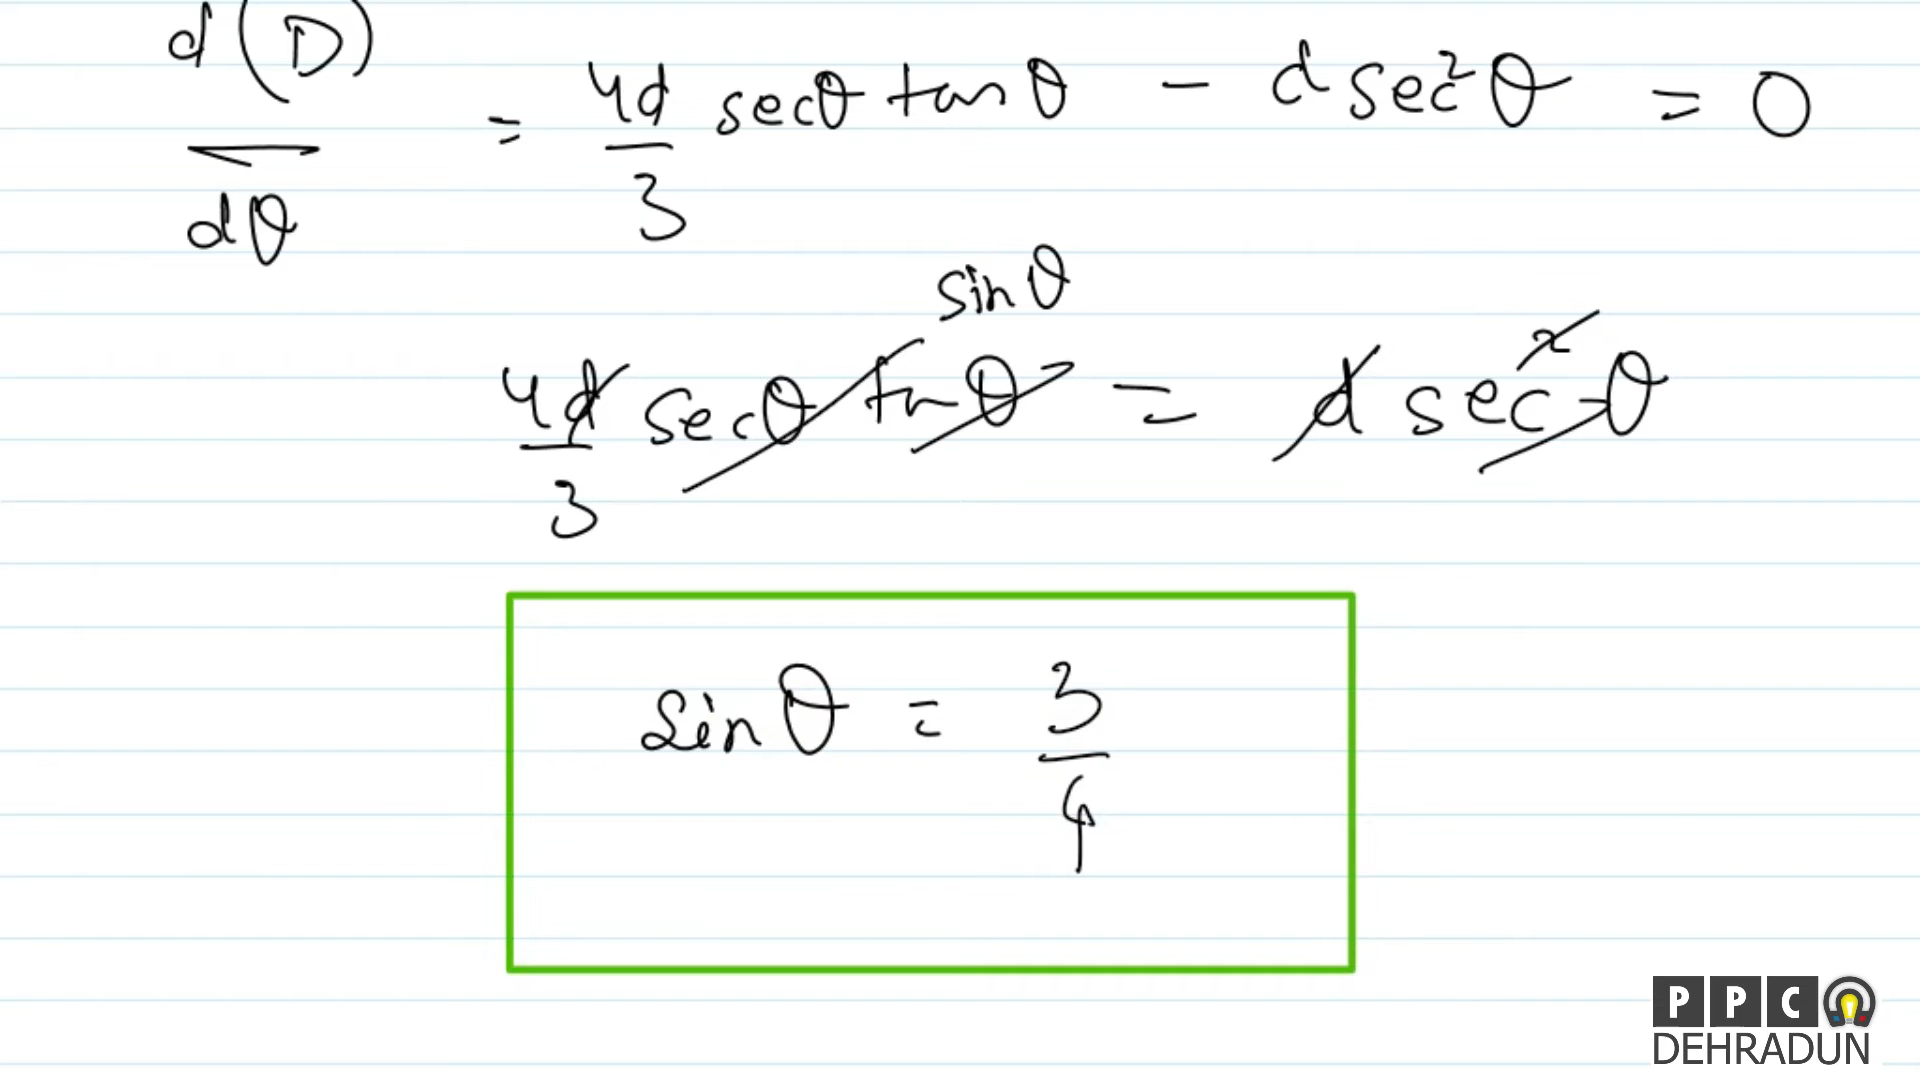 d(D)/dθ = 4d/3 secθ tanθ - d sec²θ = 0
sinθ
4d/3 secθ tanθ = d sec²θ
sinθ = 3/4
PPC
DEHRADUN